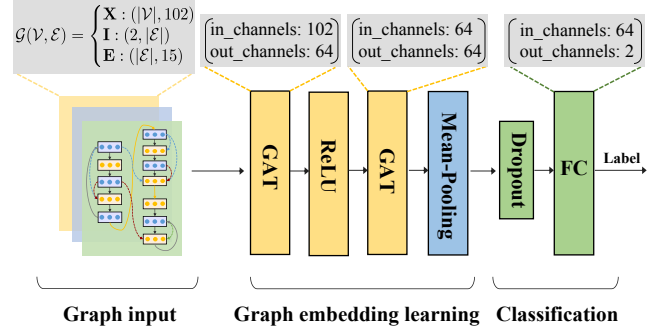 G(V, E) = { X : (|V|, 102)
I : (2, |E|)
E : (|E|, 15)
in_channels: 102
out_channels: 64
in_channels: 64
out_channels: 64
in_channels: 64
out_channels: 2
GAT
ReLU
GAT
Mean-Pooling
Dropout
FC
Label
Graph input
Graph embedding learning
Classification